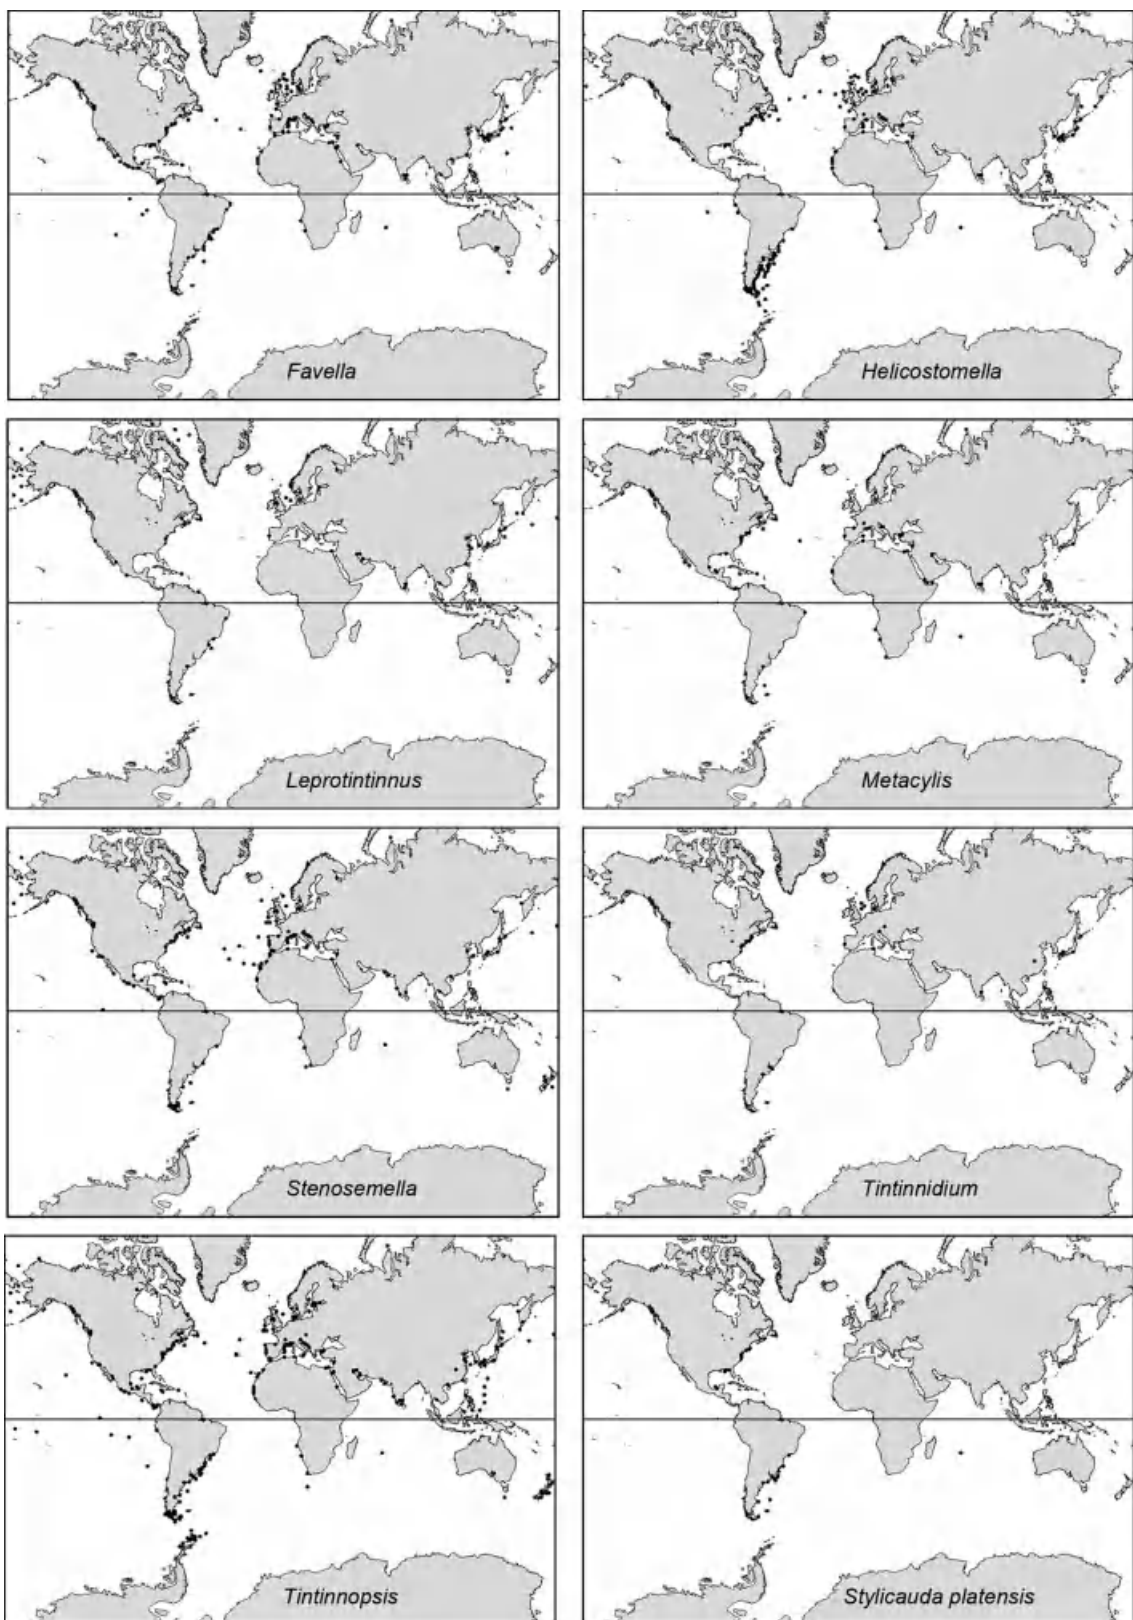 Favella
Helicostomella
Leprotintinnus
Metacylis
Stenosemella
Tintinnidium
Tintinnopsis
Stylicauda platensis